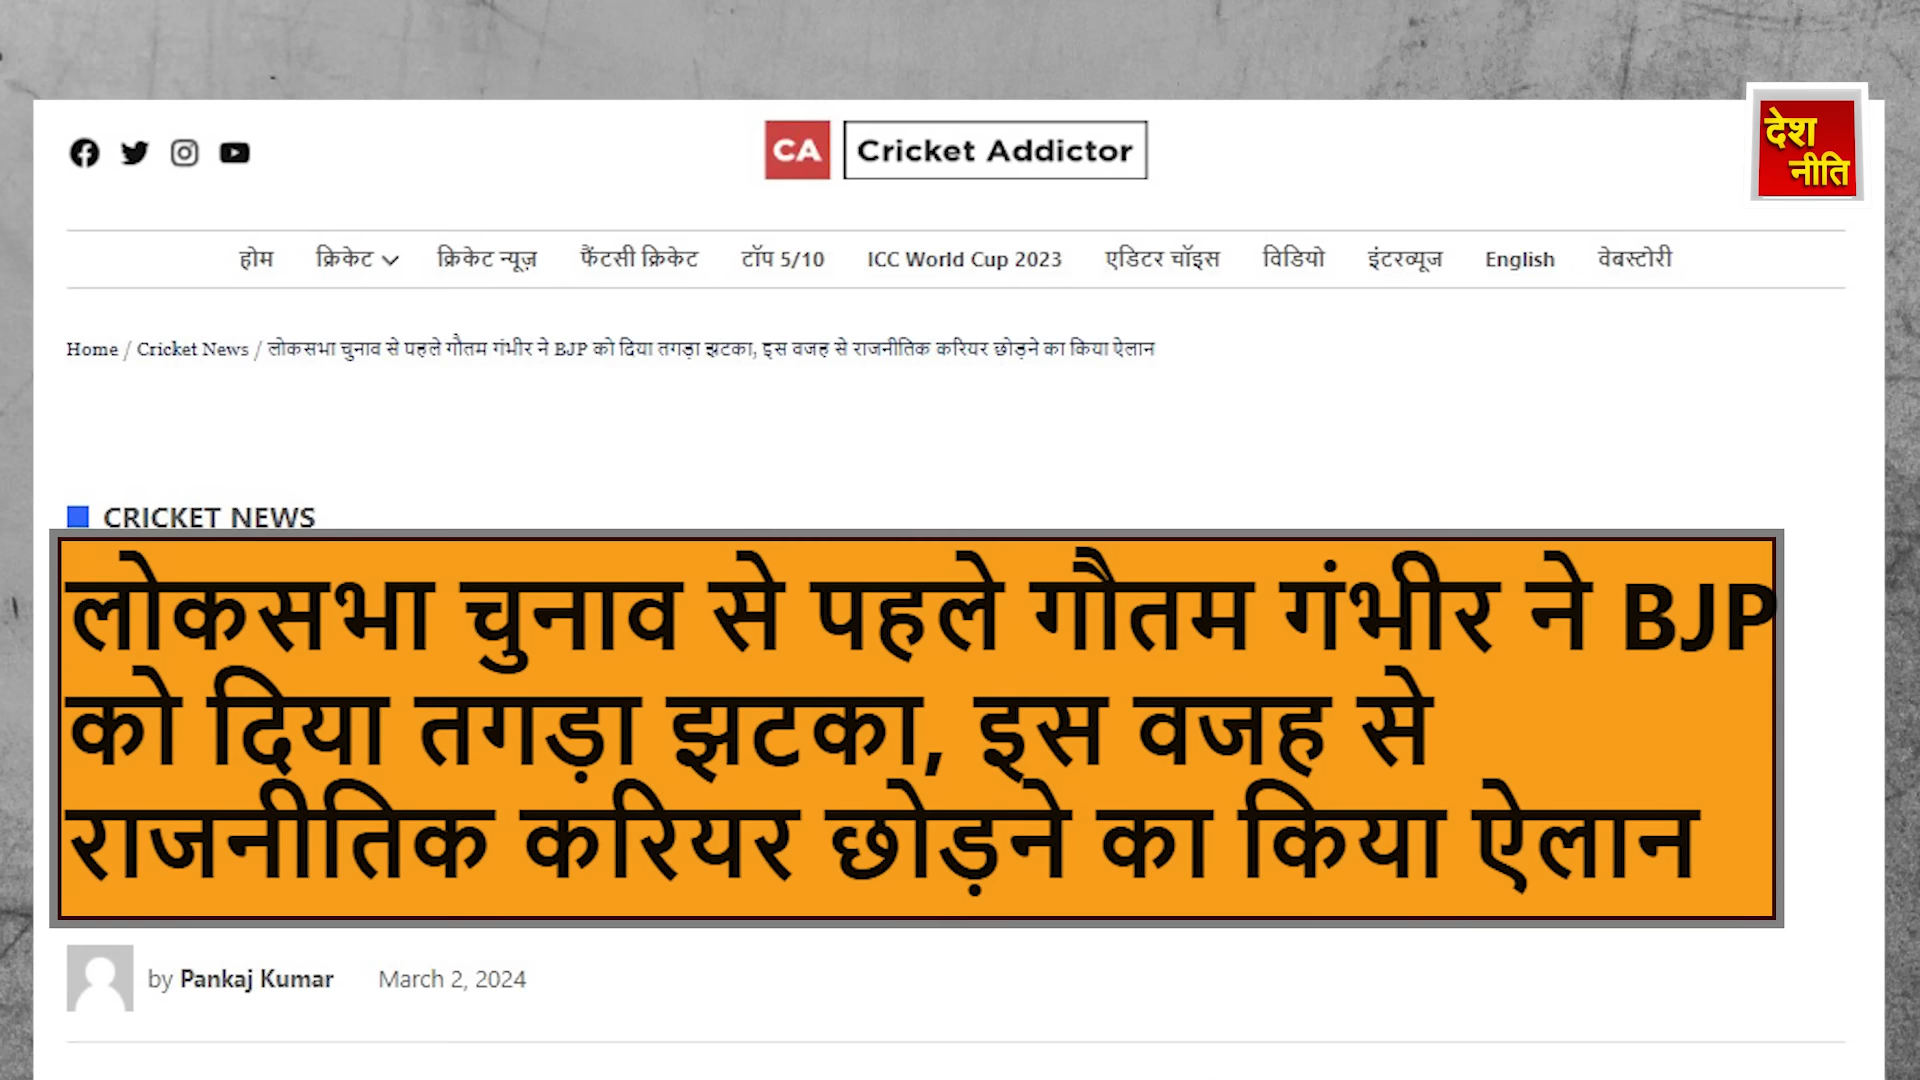 CA Cricket Addictor
देश
नीति
होम क्रिकेट क्रिकेट न्यूज़ फैंटसी क्रिकेट टॉप 5/10 ICC World Cup 2023 एडिटर चॉइस विडियो इंटरव्यूज English वेबस्टोरी
Home / Cricket News / लोकसभा चुनाव से पहले गौतम गंभीर ने BJP को दिया तगड़ा झटका, इस वजह से राजनीतिक करियर छोड़ने का किया ऐलान
CRICKET NEWS
लोकसभा चुनाव से पहले गौतम गंभीर ने BJP
को दिया तगड़ा झटका, इस वजह से
राजनीतिक करियर छोड़ने का किया ऐलान
by Pankaj Kumar March 2, 2024